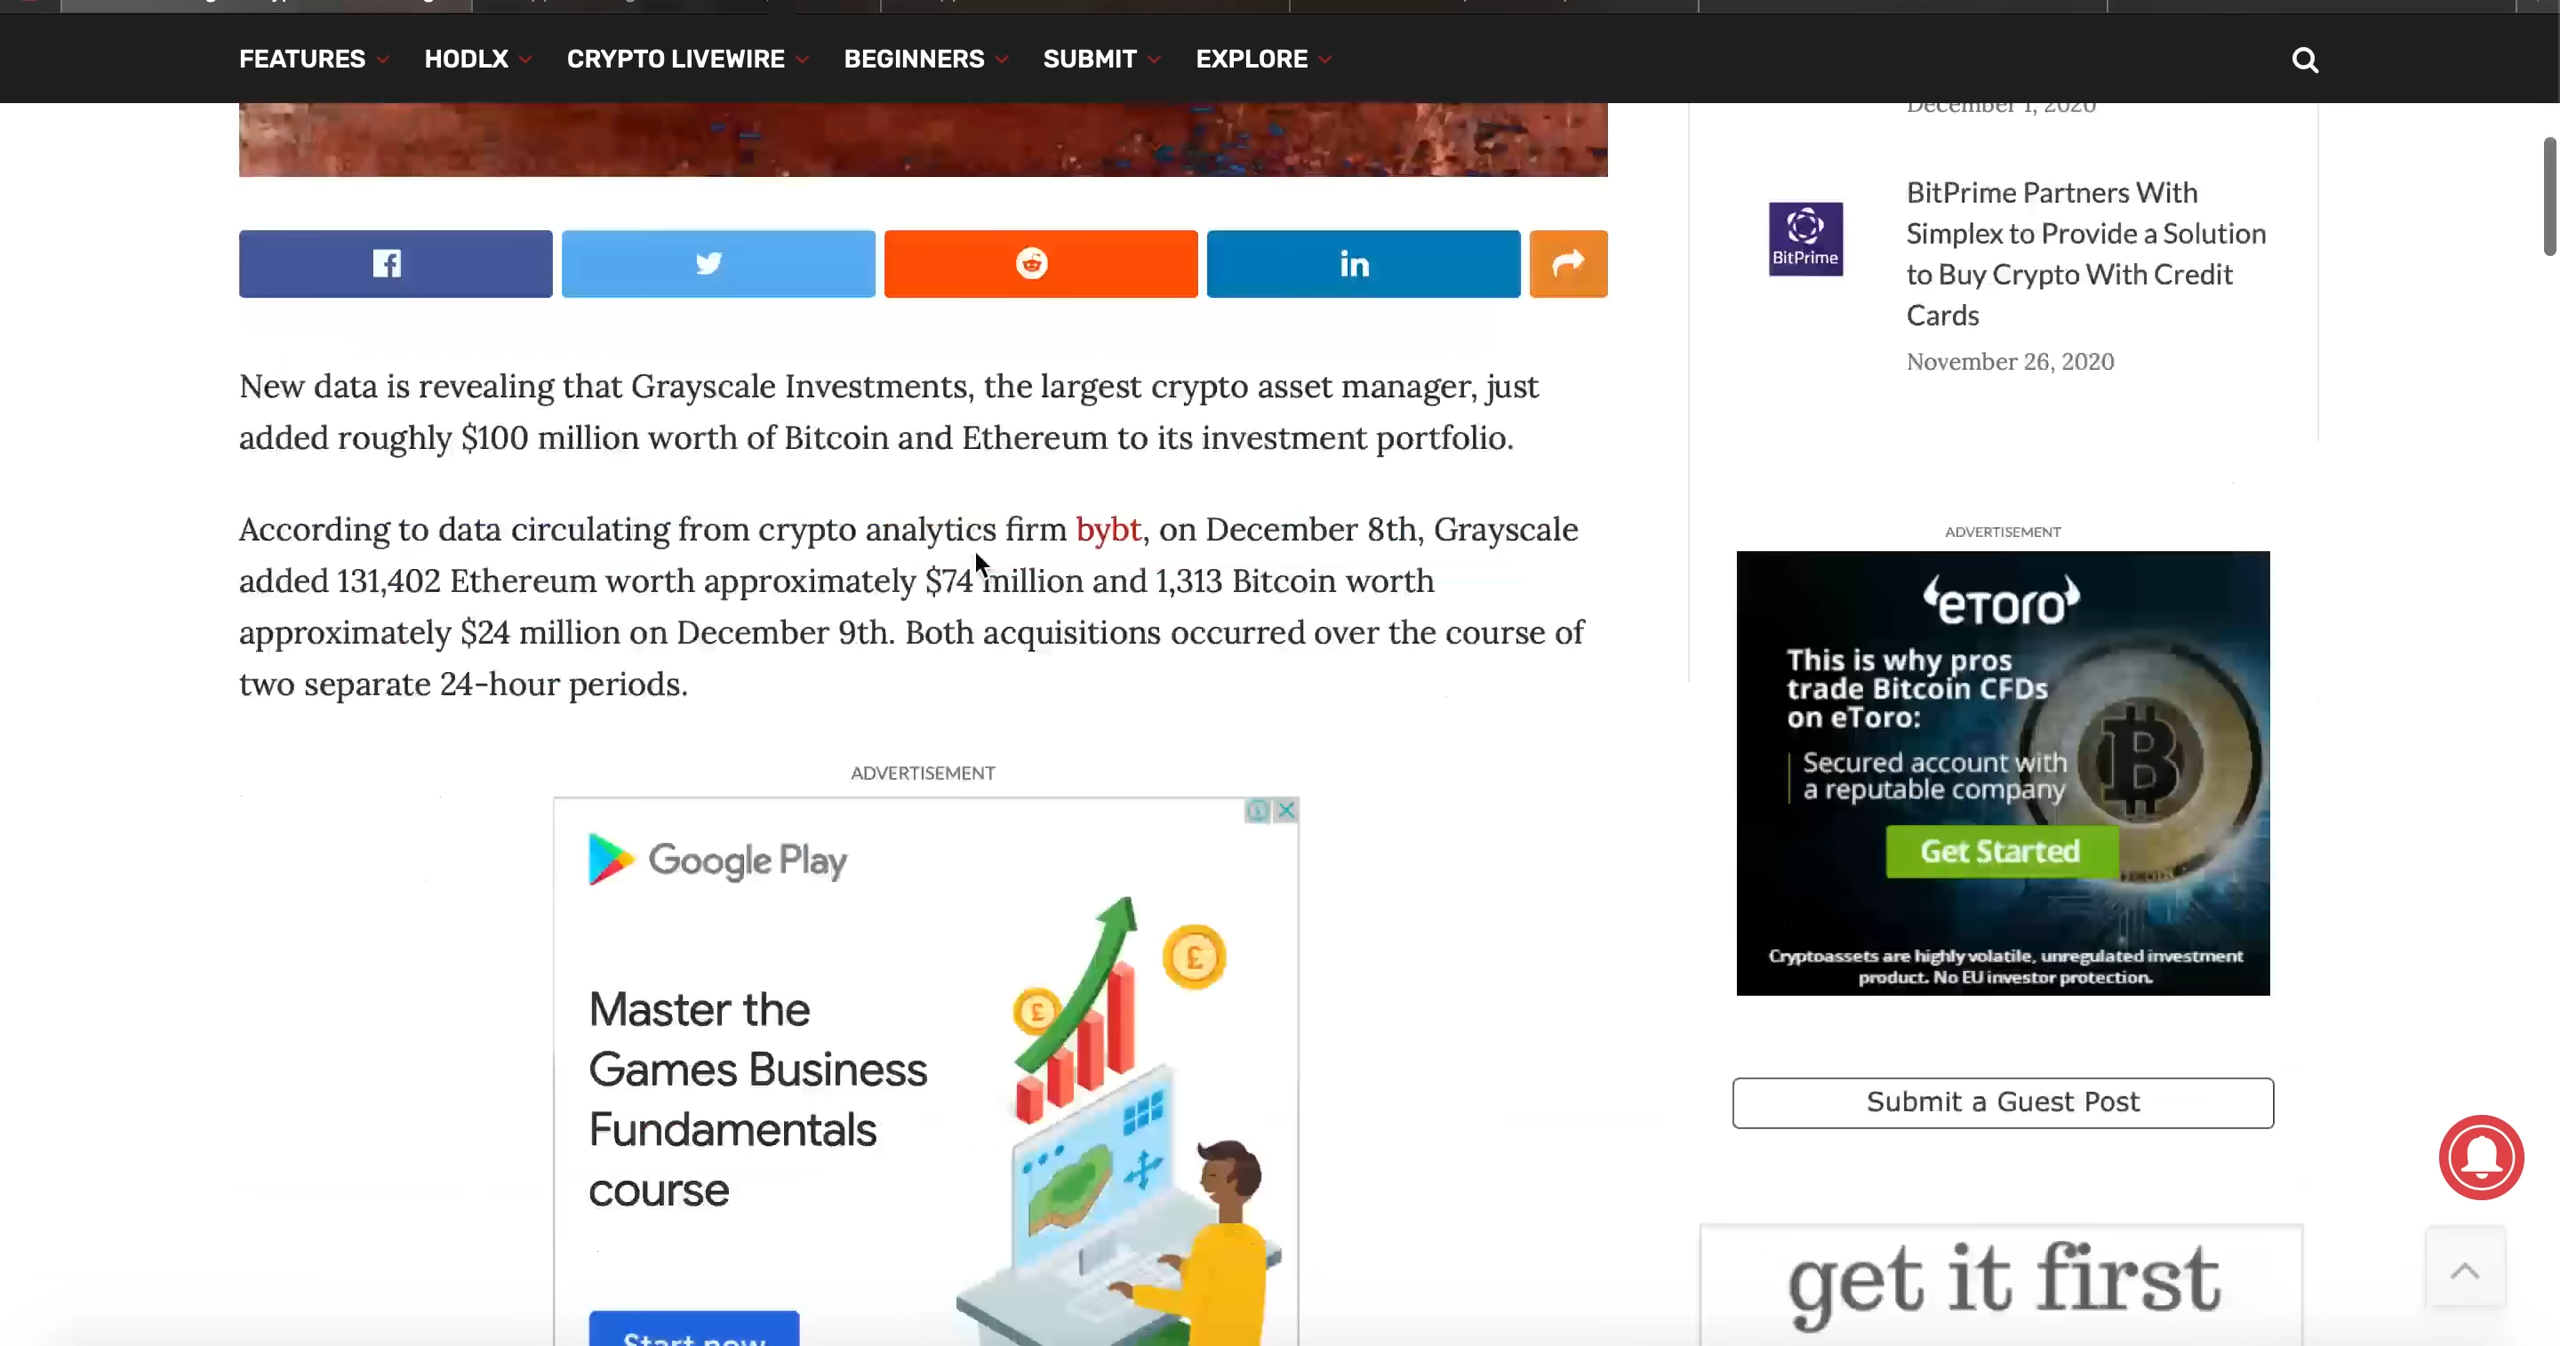 FEATURES HODLX CRYPTO LIVEWIRE BEGINNERS SUBMIT EXPLORE
December 1, 2020
BitPrime
BitPrime Partners With
Simplex to Provide a Solution
to Buy Crypto With Credit
Cards
November 26, 2020
New data is revealing that Grayscale Investments, the largest crypto asset manager, just
added roughly $100 million worth of Bitcoin and Ethereum to its investment portfolio.
According to data circulating from crypto analytics firm bybt, on December 8th, Grayscale
added 131,402 Ethereum worth approximately $74 million and 1,313 Bitcoin worth
approximately $24 million on December 9th. Both acquisitions occurred over the course of
two separate 24-hour periods.
ADVERTISEMENT
Google Play
Master the
Games Business
Fundamentals
course
Start now
ADVERTISEMENT
eToro
This is why pros
trade Bitcoin CFDs
on eToro:
Secured account with
a reputable company
Get Started
Cryptoassets are highly volatile, unregulated investment
product. No EU investor protection.
Submit a Guest Post
get it first